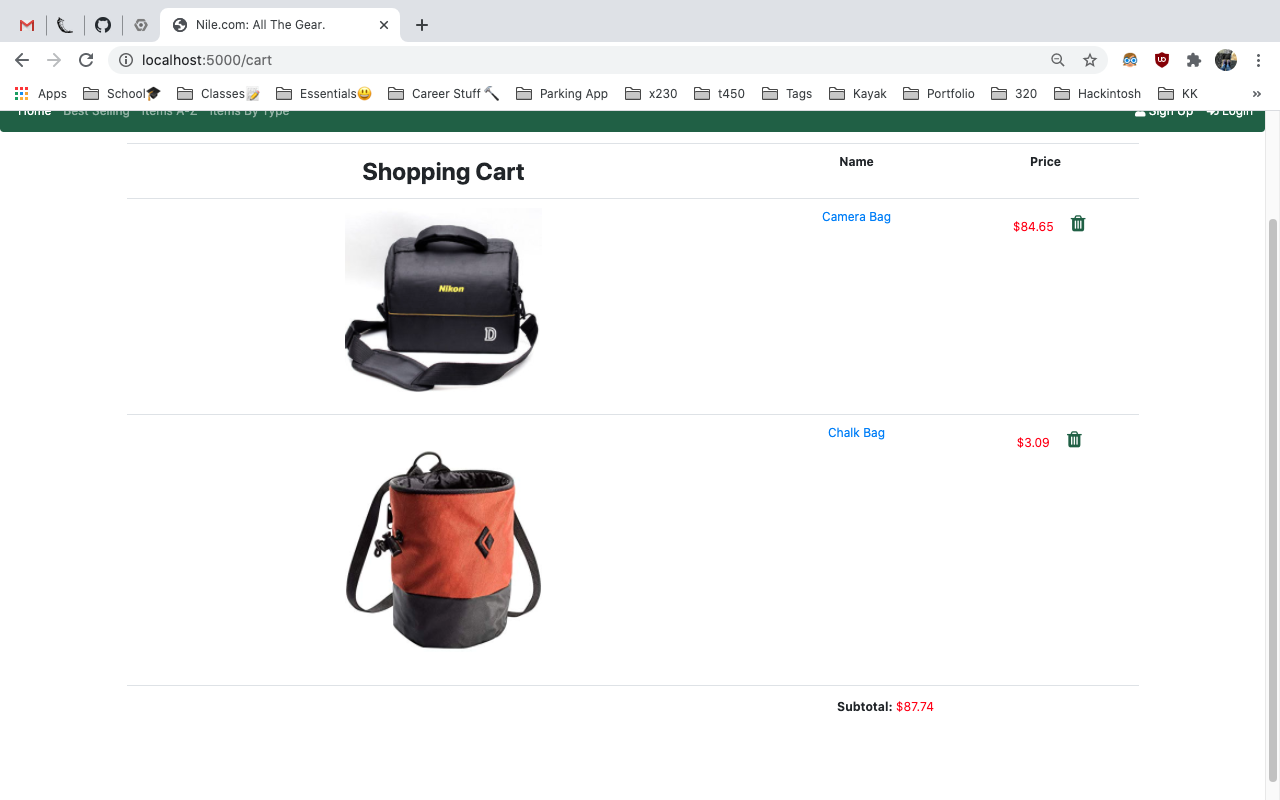 Nile.com: All The Gear.
localhost:5000/cart
Apps School🎓 Classes📝 Essentials😃 Career Stuff 🔨 Parking App x230 t450 Tags Kayak Portfolio 320 Hackintosh KK »
Home Best Selling Items A-Z Items By Type Sign Up Login
Shopping Cart Name Price
Camera Bag $84.65
Nikon
D
Chalk Bag $3.09
Subtotal: $87.74